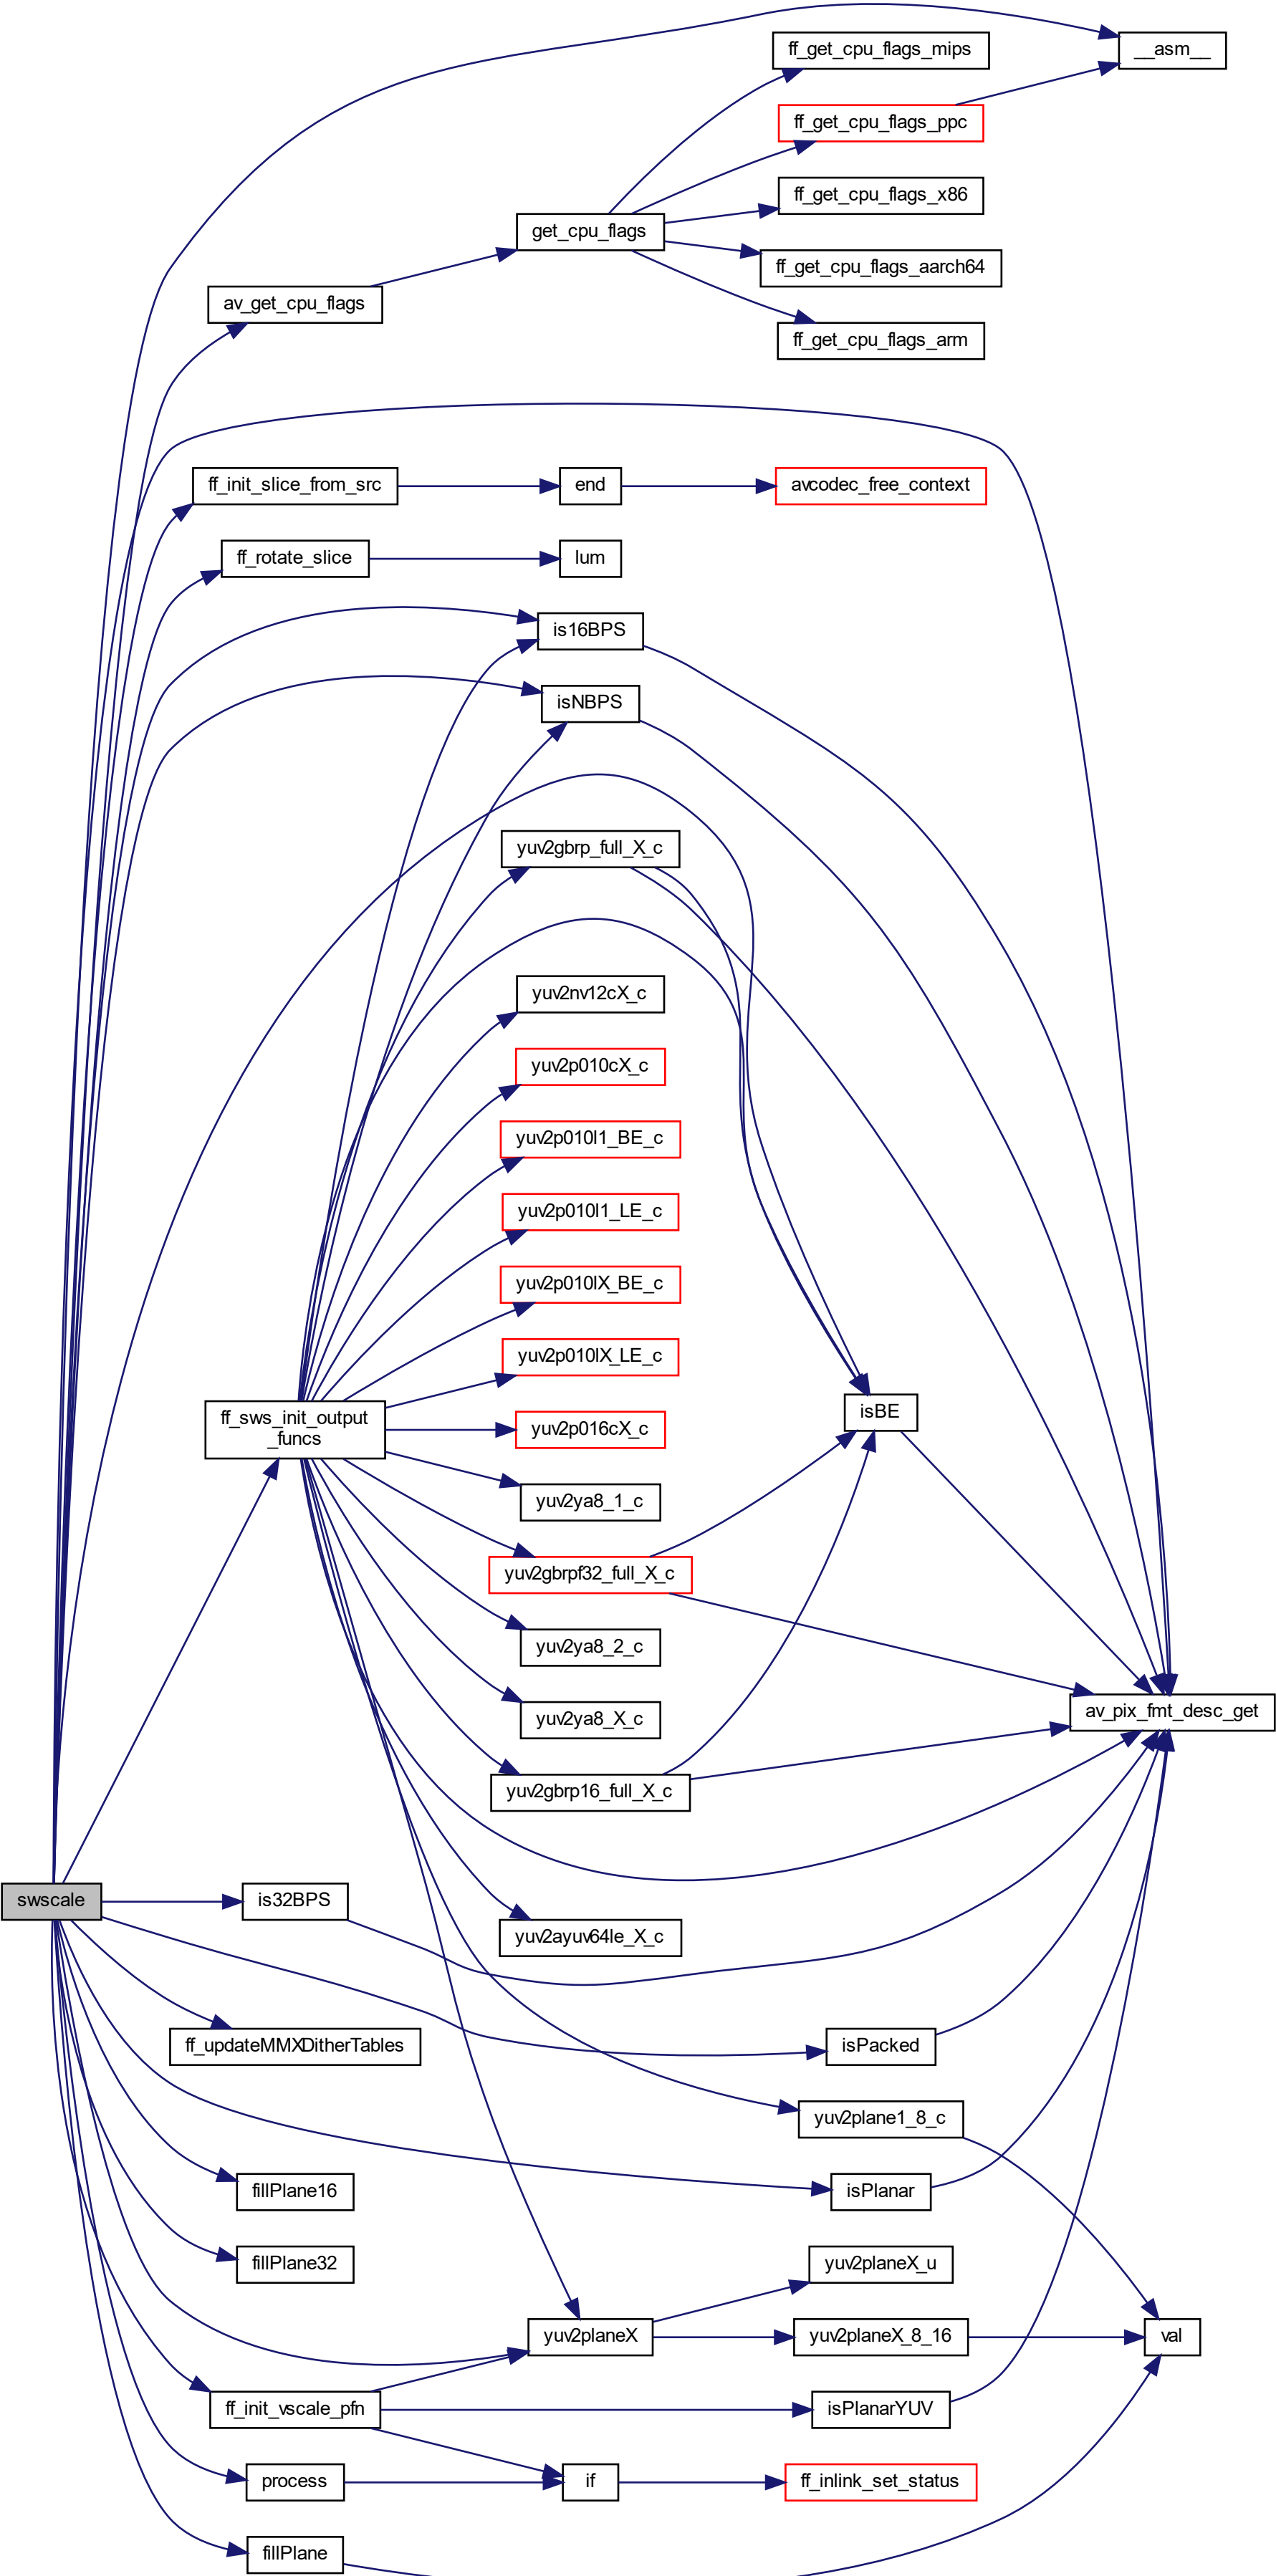 ff_get_cpu_flags_mips
__asm__
ff_get_cpu_flags_ppc
ff_get_cpu_flags_x86
get_cpu_flags
ff_get_cpu_flags_aarch64
av_get_cpu_flags
ff_get_cpu_flags_arm
ff_init_slice_from_src
end
avcodec_free_context
ff_rotate_slice
lum
is16BPS
isNBPS
yuv2gbrp_full_X_c
yuv2nv12cX_c
yuv2p010cX_c
yuv2p010l1_BE_c
yuv2p010l1_LE_c
yuv2p010lX_BE_c
yuv2p010lX_LE_c
ff_sws_init_output
_funcs
isBE
yuv2p016cX_c
yuv2ya8_1_c
yuv2gbrpf32_full_X_c
yuv2ya8_2_c
yuv2ya8_X_c
av_pix_fmt_desc_get
yuv2gbrp16_full_X_c
swscale
is32BPS
yuv2ayuv64le_X_c
ff_updateMMXDitherTables
isPacked
yuv2plane1_8_c
fillPlane16
isPlanar
fillPlane32
yuv2planeX_u
yuv2planeX
yuv2planeX_8_16
val
ff_init_vscale_pfn
isPlanarYUV
process
if
ff_inlink_set_status
fillPlane